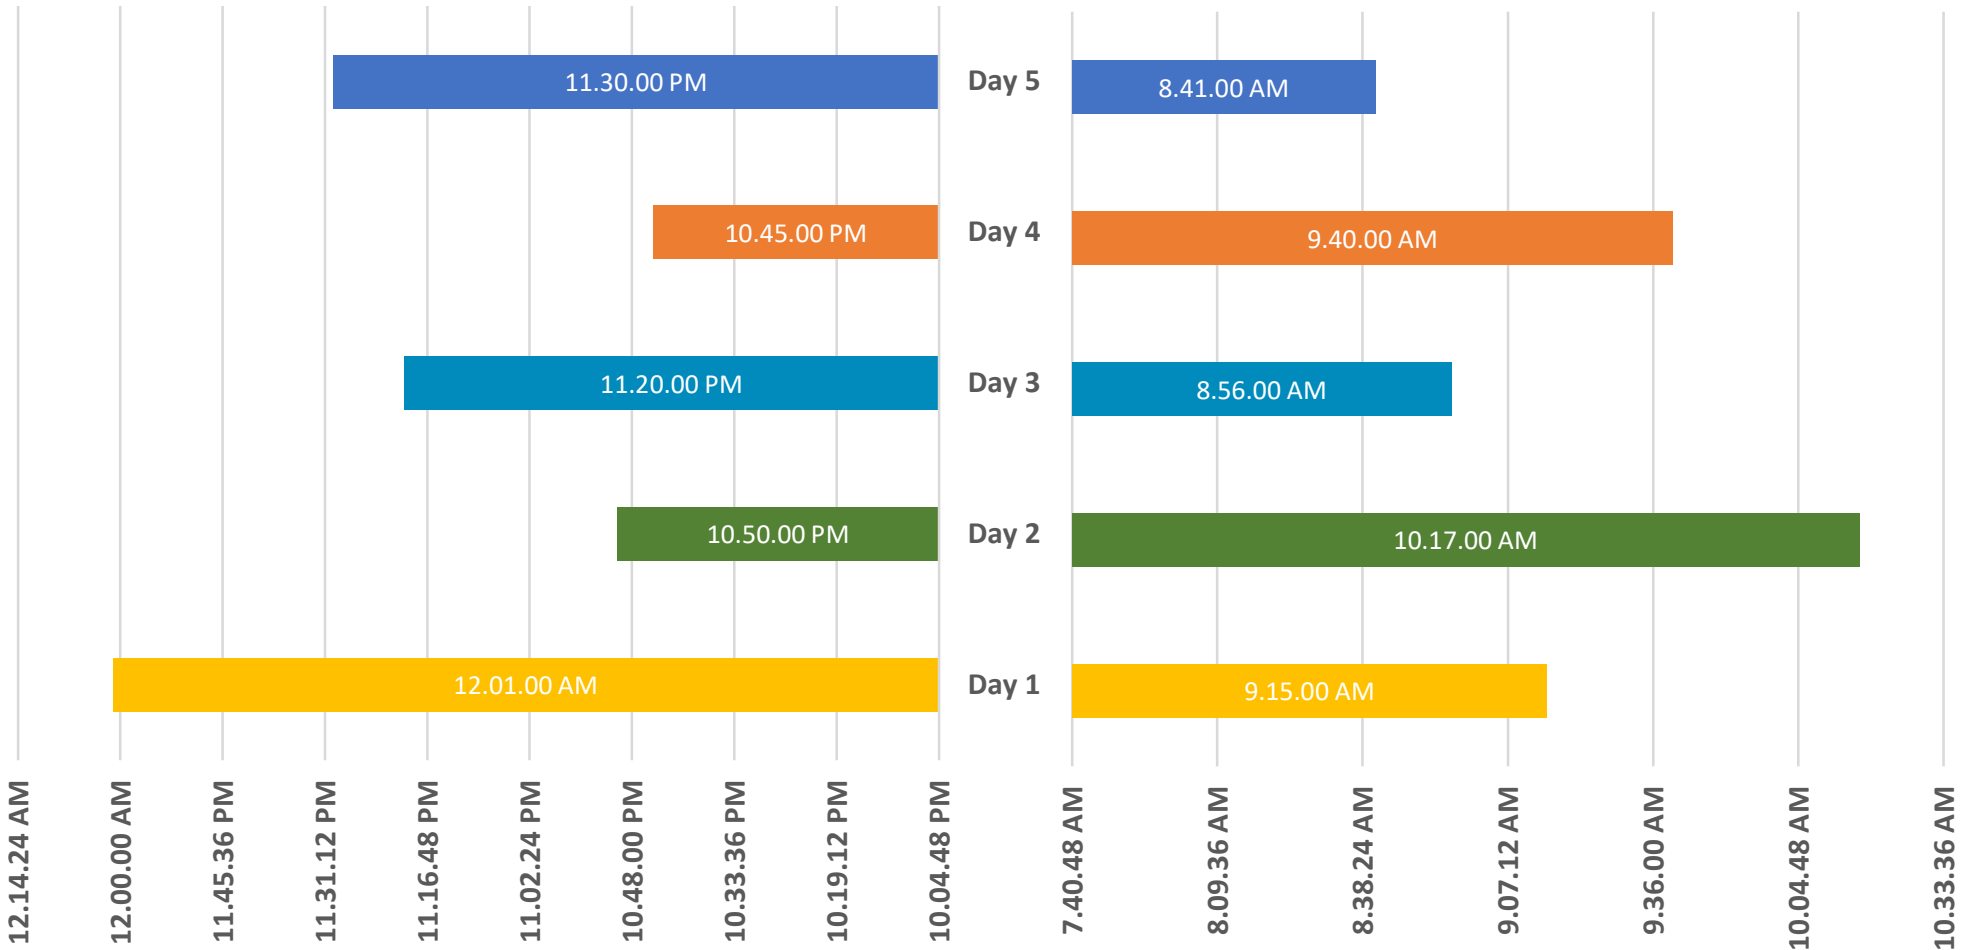 11.30.00 PM Day 5 8.41.00 AM
10.45.00 PM Day 4 9.40.00 AM
11.20.00 PM Day 3 8.56.00 AM
10.50.00 PM Day 2 10.17.00 AM
12.01.00 AM Day 1 9.15.00 AM
12.14.24 AM
12.00.00 AM
11.45.36 PM
11.31.12 PM
11.16.48 PM
11.02.24 PM
10.48.00 PM
10.33.36 PM
10.19.12 PM
10.04.48 PM
7.40.48 AM
8.09.36 AM
8.38.24 AM
9.07.12 AM
9.36.00 AM
10.04.48 AM
10.33.36 AM